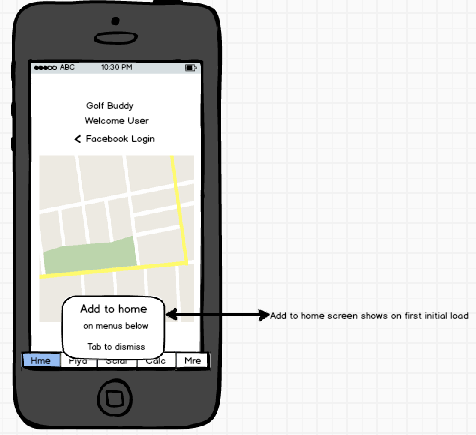 ABC 10:30 PM
Golf Buddy
Welcome User
< Facebook Login
Add to home
on menus below
Tab to dismiss
Add to home screen shows on first initial load
Hme Plyd Sclal Calc Mre